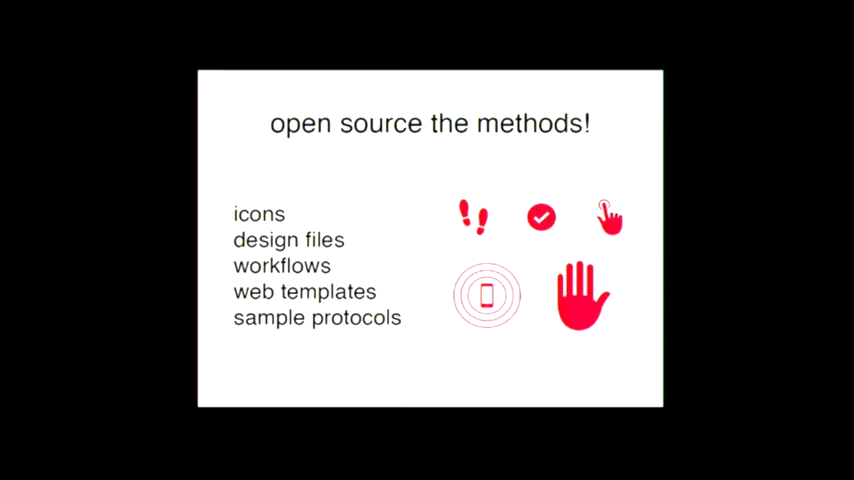 open source the methods!
icons
design files
workflows
web templates
sample protocols